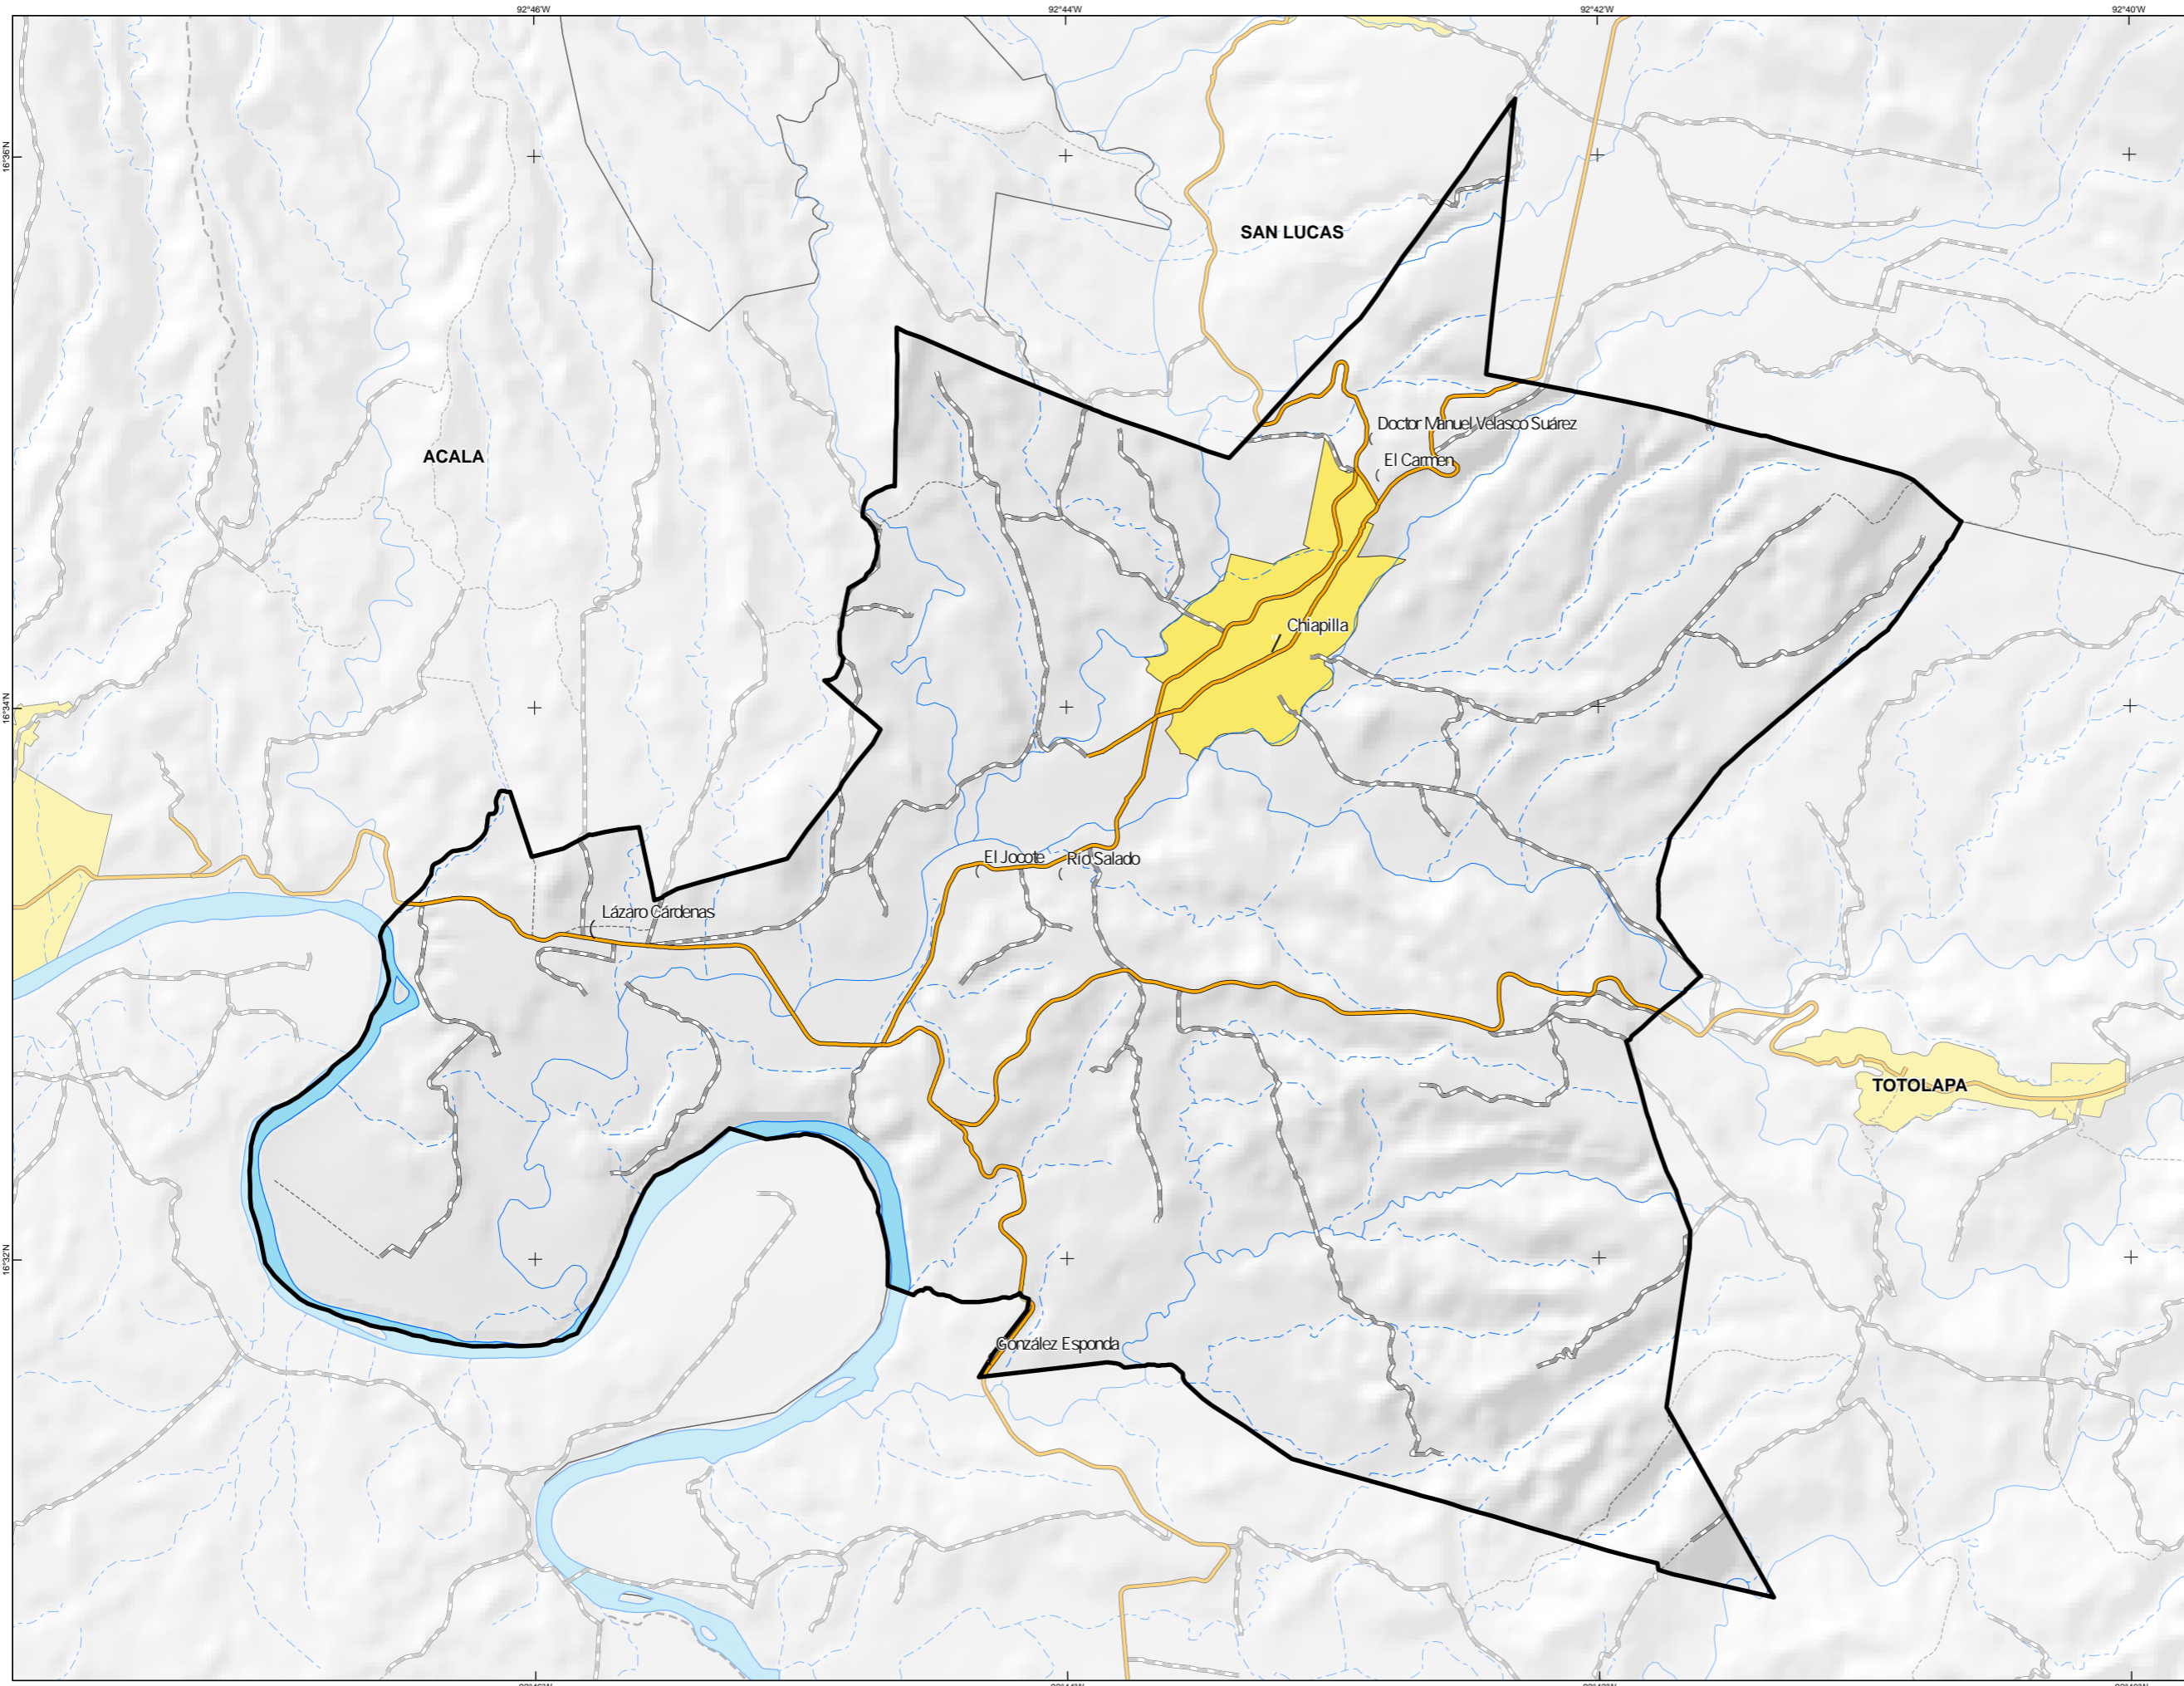 92°46'W
92°44'W
92°42'W
92°40'W
16°36'N
SAN LUCAS
Doctor Manuel Velasco Suárez
ACALA
El Carmen
Chiapilla
16°34'N
El Jocote
Río Salado
Lázaro Cárdenas
TOTOLAPA
16°32'N
González Esponda